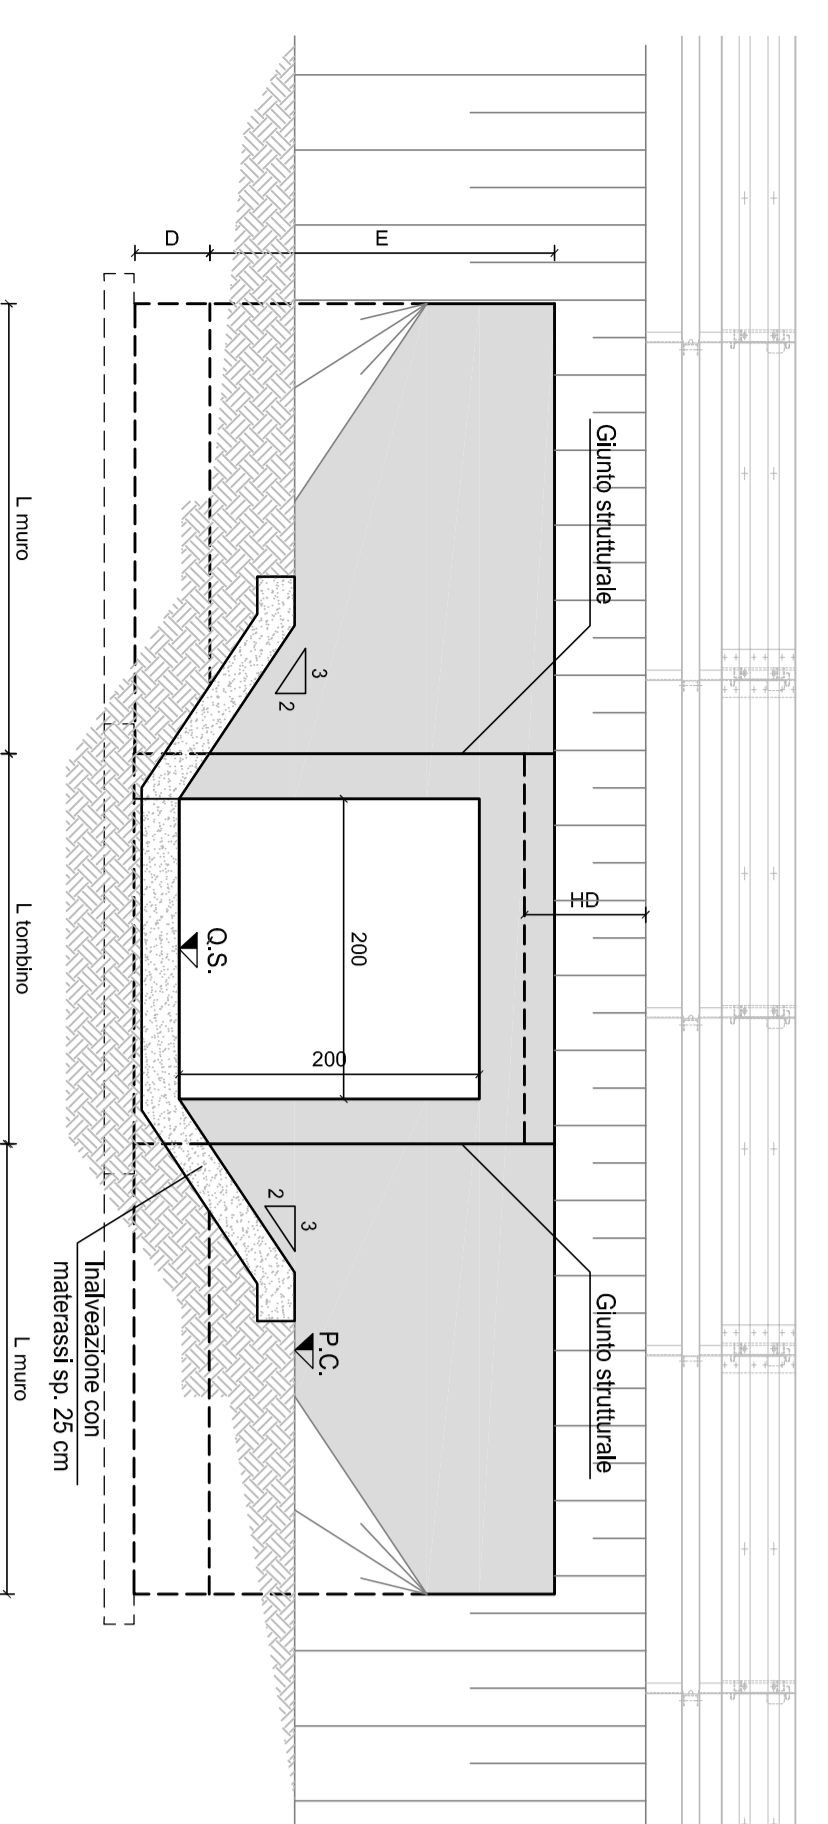 Giunto strutturale
Giunto strutturale
HD
E
200
200
3
2
3
2
P.C.
Q.S.
D
Inalveazione con
materassi sp. 25 cm
L muro
L tombino
L muro